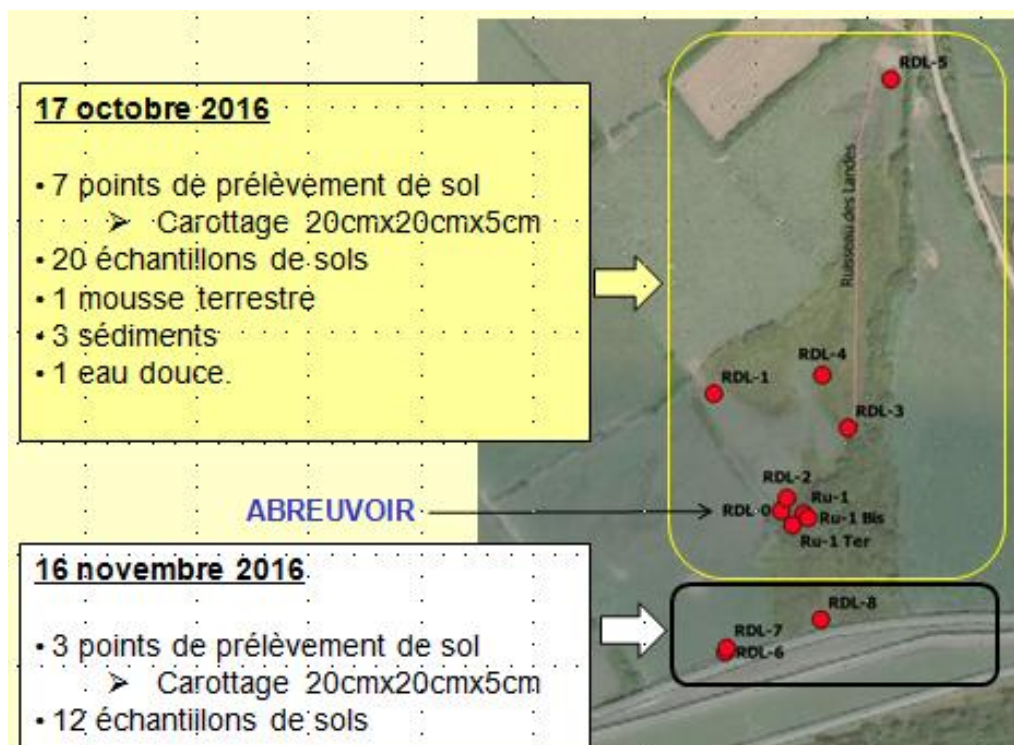 17 octobre 2016
• 7 points de prélèvement de sol
➢ Carottage 20cmx20cmx5cm
• 20 échantillons de sols
• 1 mousse terrestre
• 3 sédiments
• 1 eau douce.
ABREUVOIR
16 novembre 2016
• 3 points de prélèvement de sol
➢ Carottage 20cmx20cmx5cm
• 12 échantillons de sols
RDL-5
Ruisseau des Landes
RDL-4
RDL-1
RDL-3
RDL-2
Ru-1
RDL-0
Ru-1 Bis
Ru-1 Ter
RDL-8
RDL-7
RDL-6